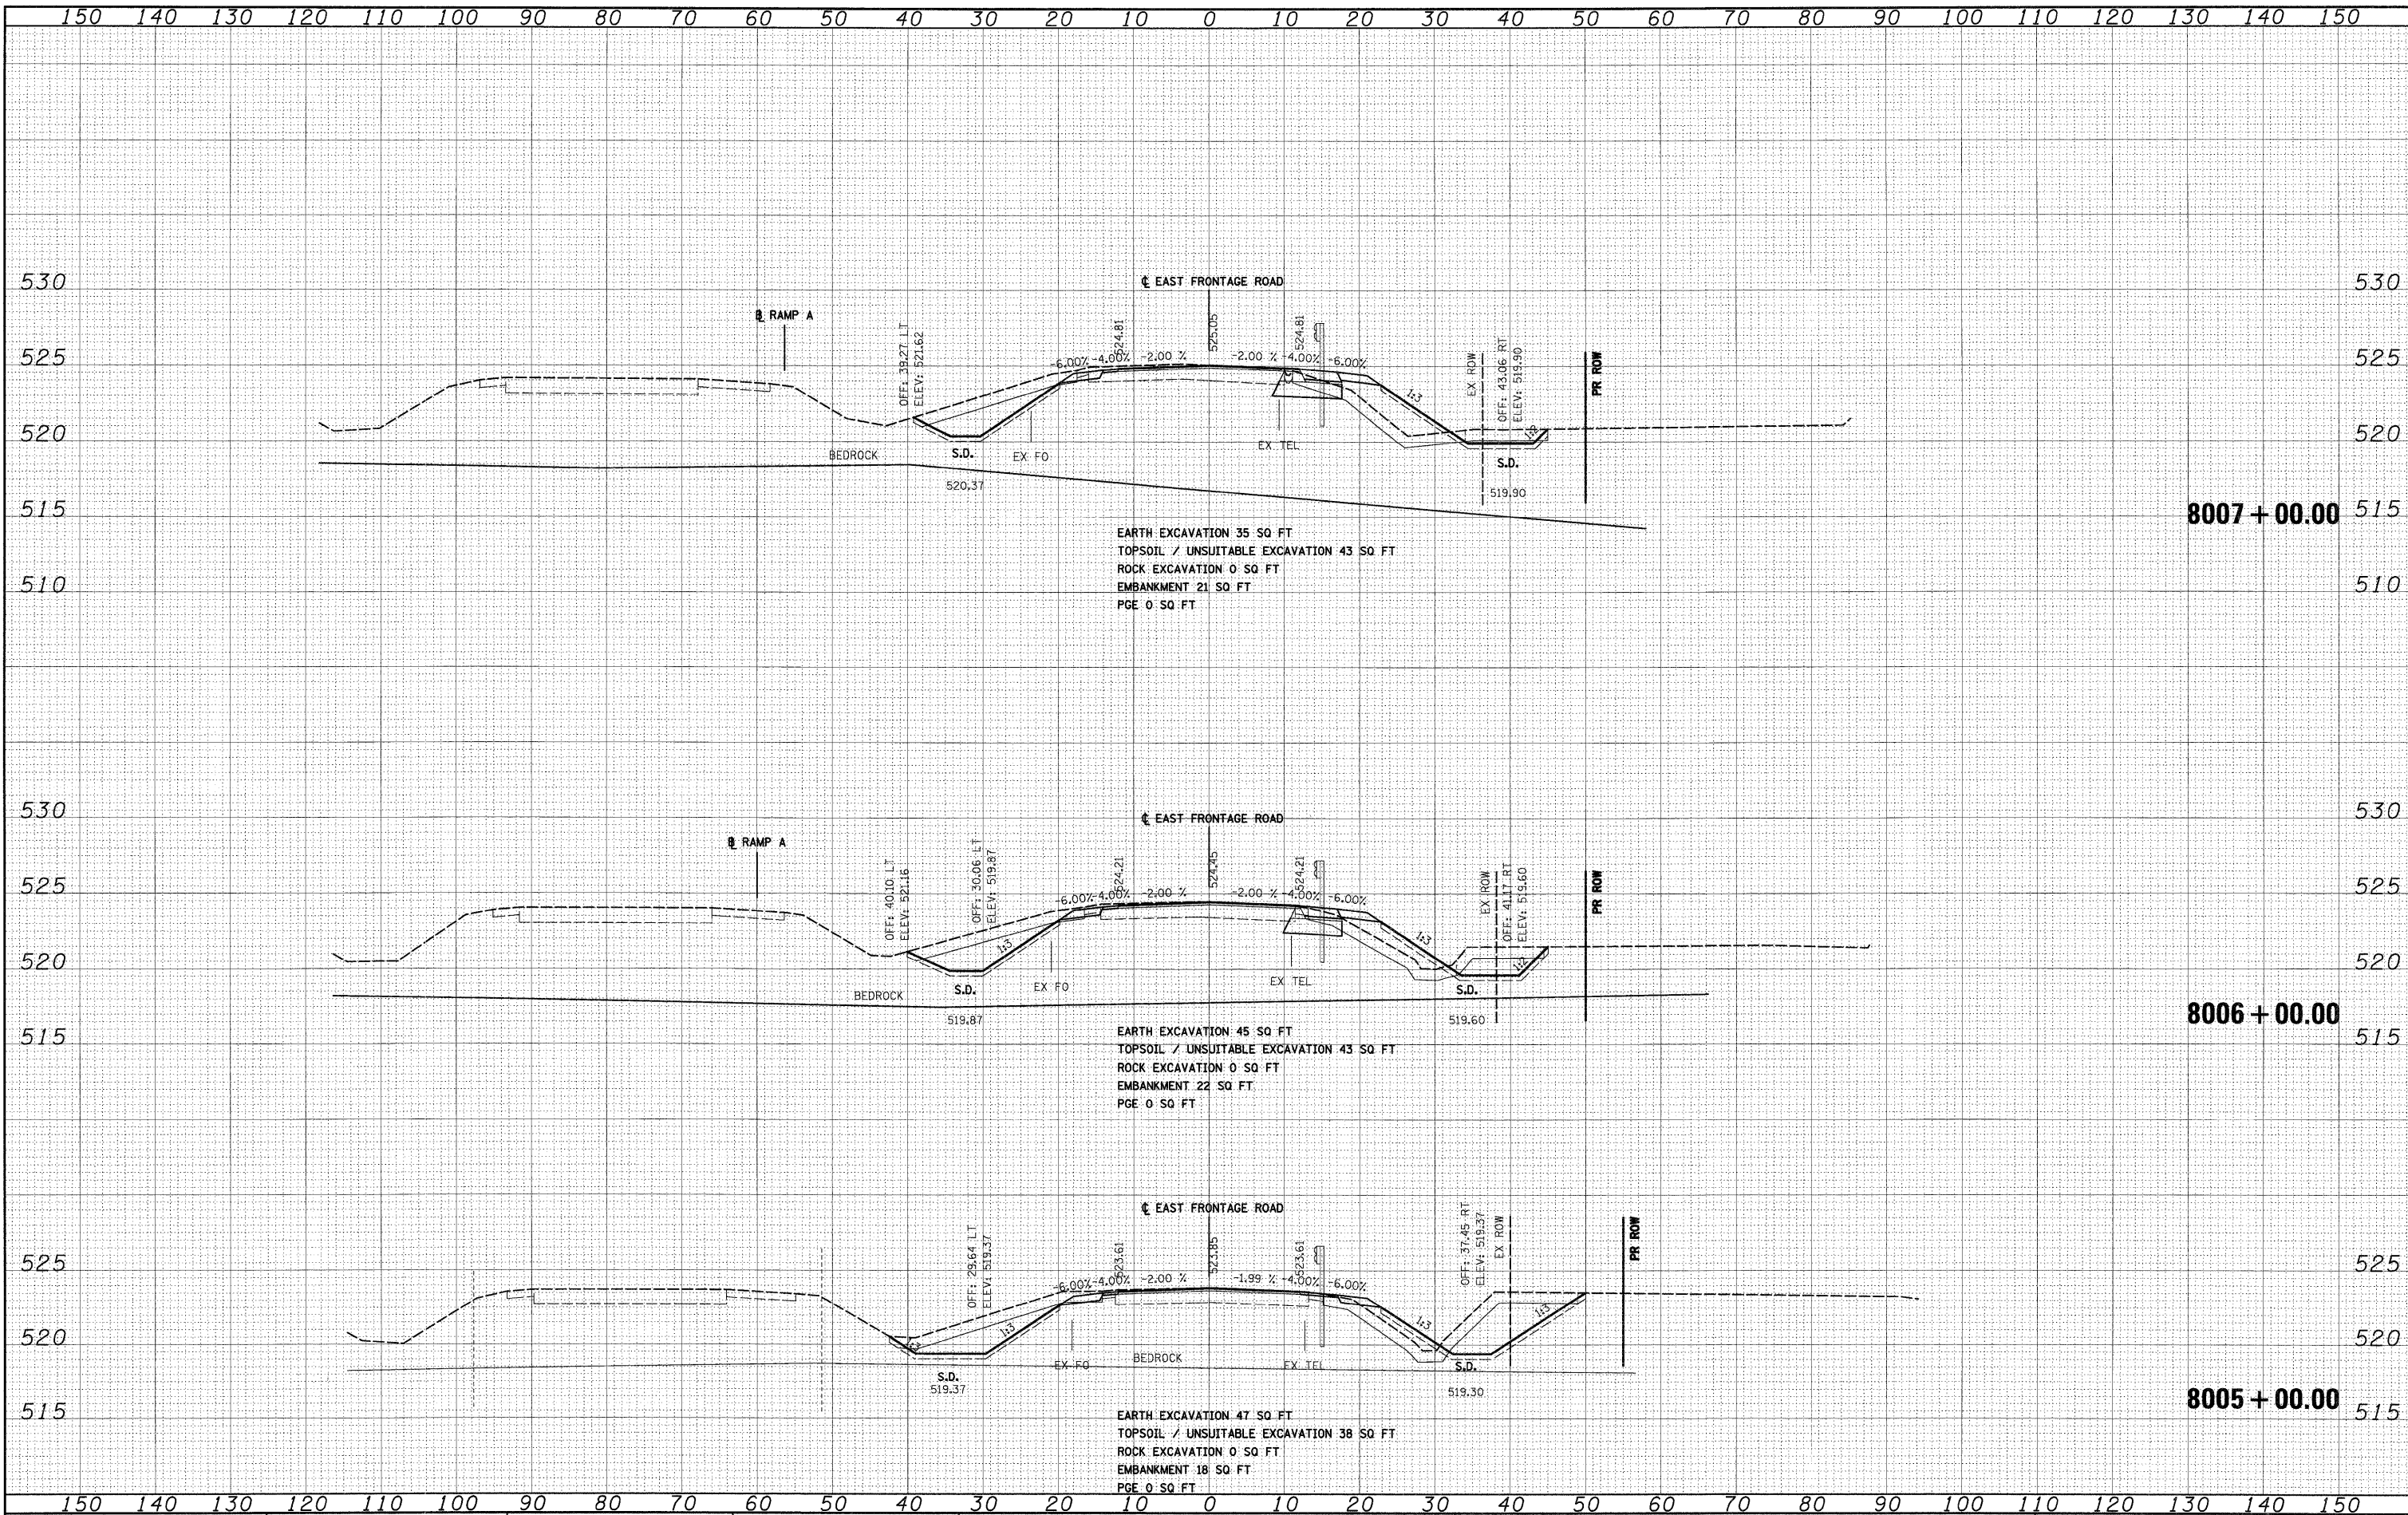 150 140 130 120 110 100 90 80 70 60 50 40 30 20 10 0 10 20 30 40 50 60 70 80 90 100 110 120 130 140 150
530 530
℄ EAST FRONTAGE ROAD
RAMP A
OFF: 39.27 LT
ELEV: 521.62
524.81
525.05
524.81
EX ROW
OFF: 43.06 RT
ELEV: 519.90
PR ROW
525 525
-6.00% -4.00% -2.00 % -2.00 % -4.00% -6.00%
1:3
1:2
520 520
BEDROCK
S.D.
EX FO
EX TEL
S.D.
520.37
519.90
515 515
8007+00.00
EARTH EXCAVATION 35 SQ FT
TOPSOIL / UNSUITABLE EXCAVATION 43 SQ FT
ROCK EXCAVATION 0 SQ FT
EMBANKMENT 21 SQ FT
PGE 0 SQ FT
510 510
530 530
℄ EAST FRONTAGE ROAD
RAMP A
OFF: 40.10 LT
ELEV: 521.16
OFF: 30.06 LT
ELEV: 519.87
524.21
524.45
524.21
EX ROW
OFF: 41.17 RT
ELEV: 519.60
PR ROW
525 525
-6.00% -4.00% -2.00 % -2.00 % -4.00% -6.00%
1:3
1:3
1:2
520 520
BEDROCK
S.D.
EX FO
EX TEL
S.D.
519.87
519.60
8006+00.00
515 515
EARTH EXCAVATION 45 SQ FT
TOPSOIL / UNSUITABLE EXCAVATION 43 SQ FT
ROCK EXCAVATION 0 SQ FT
EMBANKMENT 22 SQ FT
PGE 0 SQ FT
℄ EAST FRONTAGE ROAD
OFF: 29.64 LT
ELEV: 519.37
523.61
523.85
523.61
OFF: 37.45 RT
ELEV: 519.37
EX ROW
PR ROW
525 525
-6.00% -4.00% -2.00 % -1.99 % -4.00% -6.00%
1:3
1:3
1:3
1:3
520 520
EX FO
BEDROCK
EX TEL
S.D.
S.D.
519.37
519.30
8005+00.00
515 515
EARTH EXCAVATION 47 SQ FT
TOPSOIL / UNSUITABLE EXCAVATION 38 SQ FT
ROCK EXCAVATION 0 SQ FT
EMBANKMENT 18 SQ FT
PGE 0 SQ FT
150 140 130 120 110 100 90 80 70 60 50 40 30 20 10 0 10 20 30 40 50 60 70 80 90 100 110 120 130 140 150